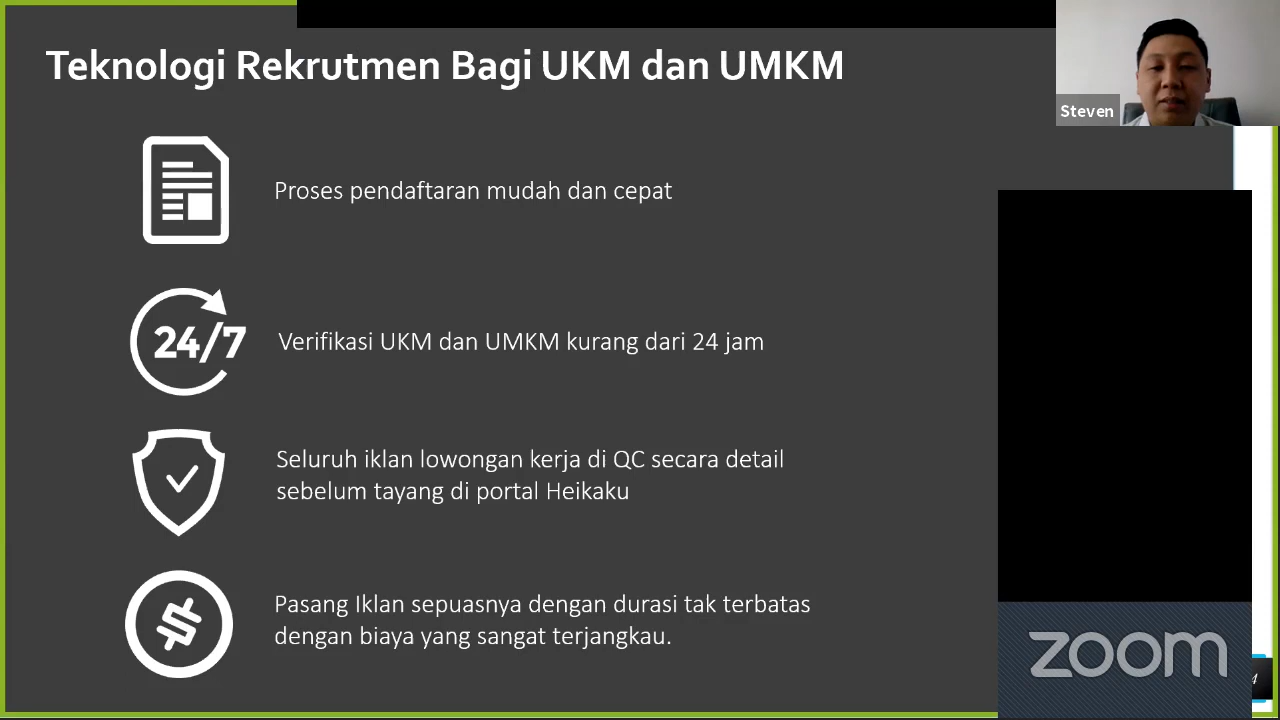 Teknologi Rekrutmen Bagi UKM dan UMKM
Steven
Proses pendaftaran mudah dan cepat
24/7
Verifikasi UKM dan UMKM kurang dari 24 jam
Seluruh iklan lowongan kerja di QC secara detail
sebelum tayang di portal Heikaku
Pasang Iklan sepuasnya dengan durasi tak terbatas
dengan biaya yang sangat terjangkau.
zoom
4